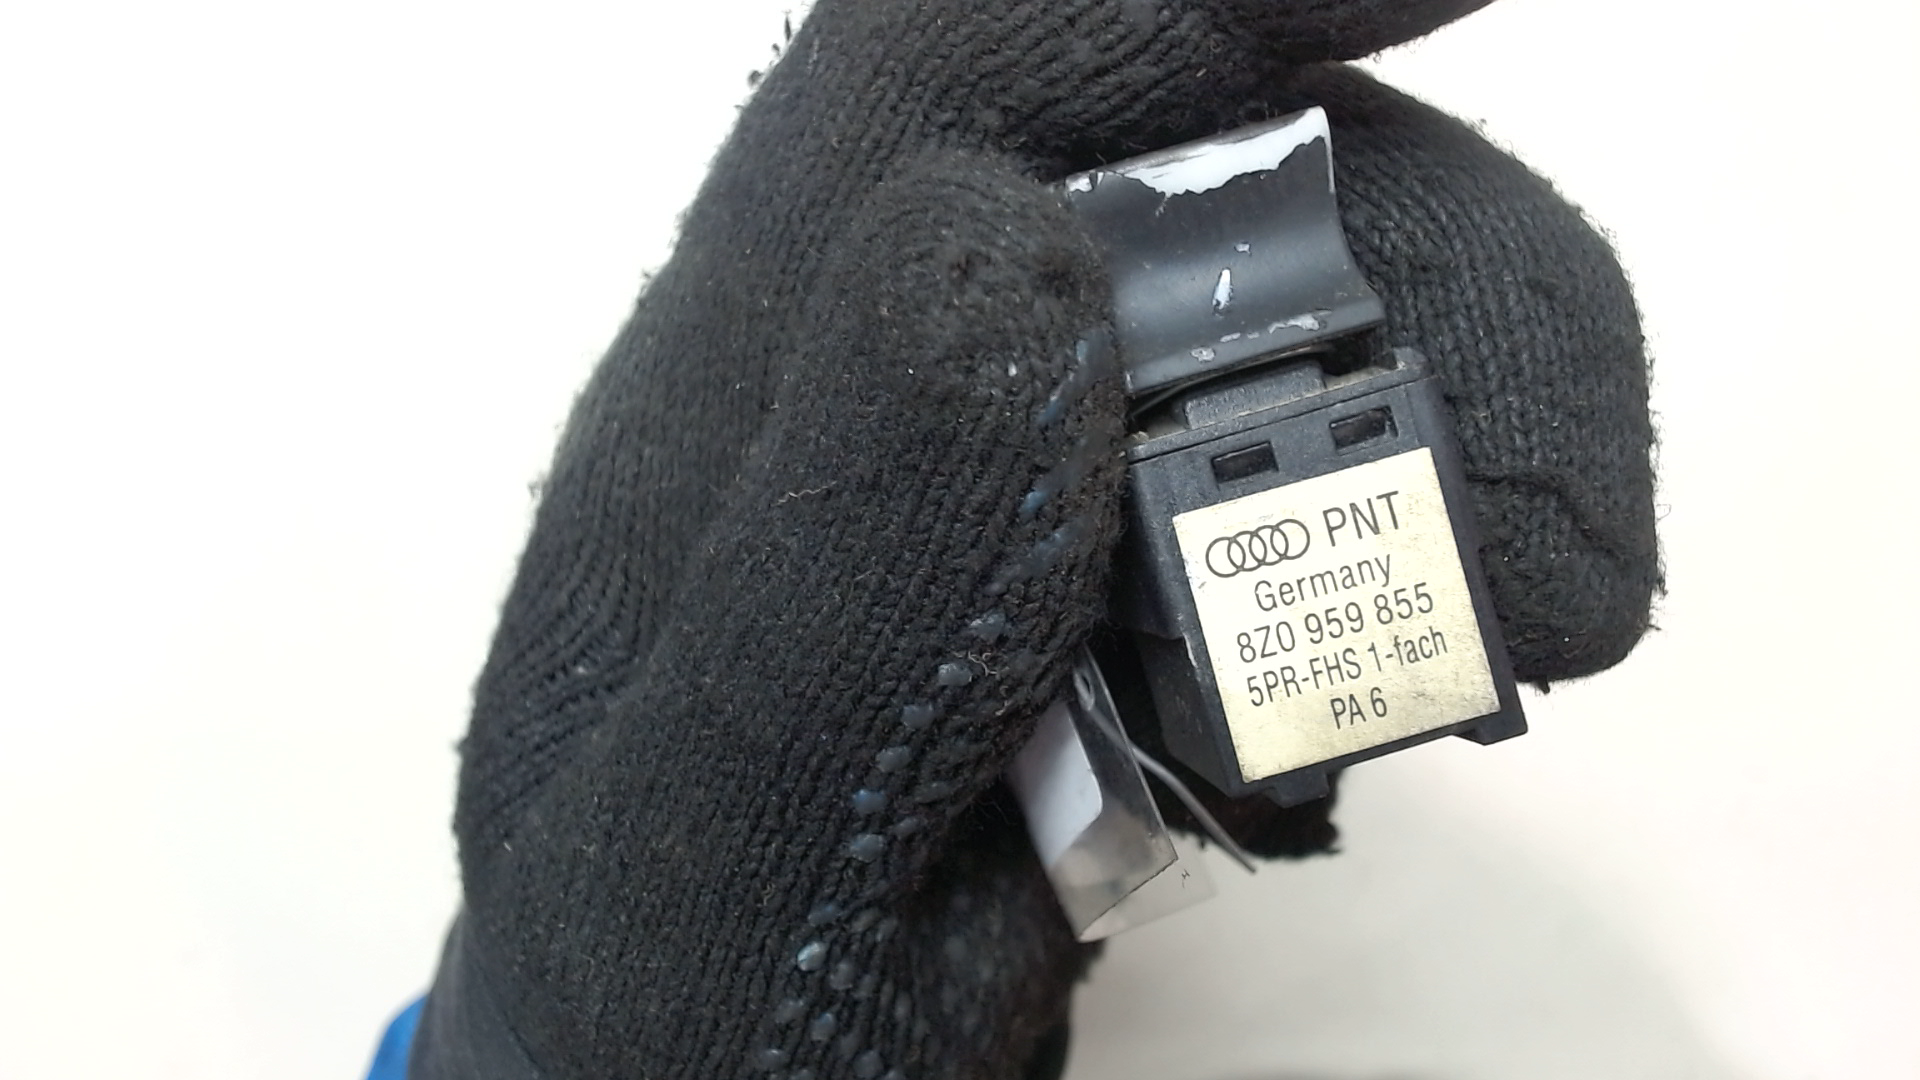 PNT
Germany
8Z0 959 855
5PR-FHS 1-fach
PA 6